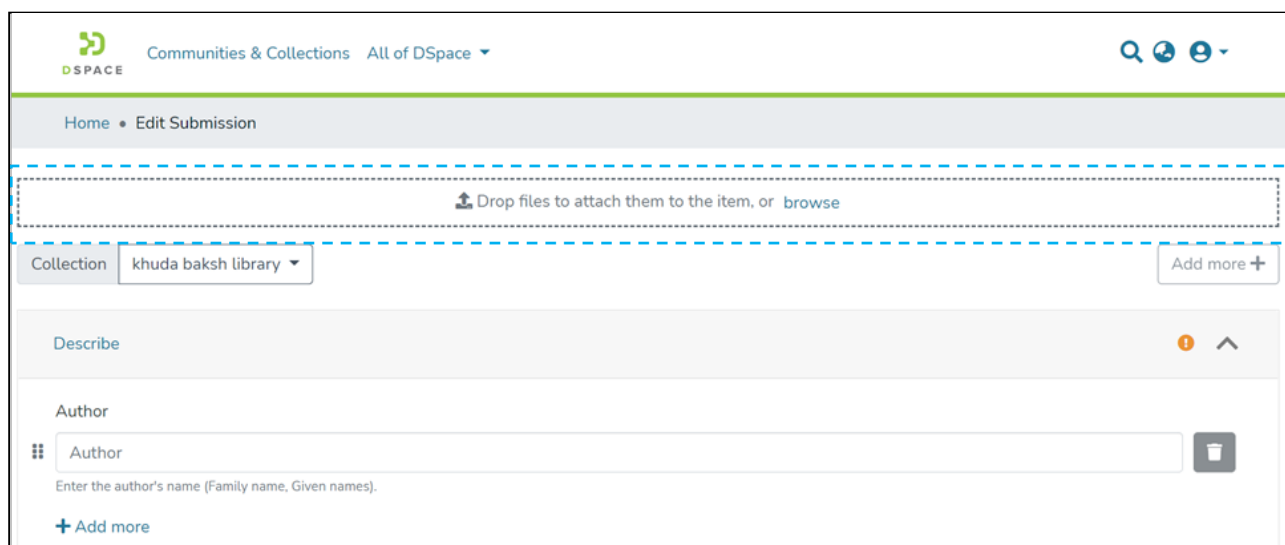 DSPACE
Communities & Collections All of DSpace
Home • Edit Submission
Drop files to attach them to the item, or browse
Collection khuda baksh library Add more +
Describe
Author
Author
Enter the author's name (Family name, Given names).
+ Add more